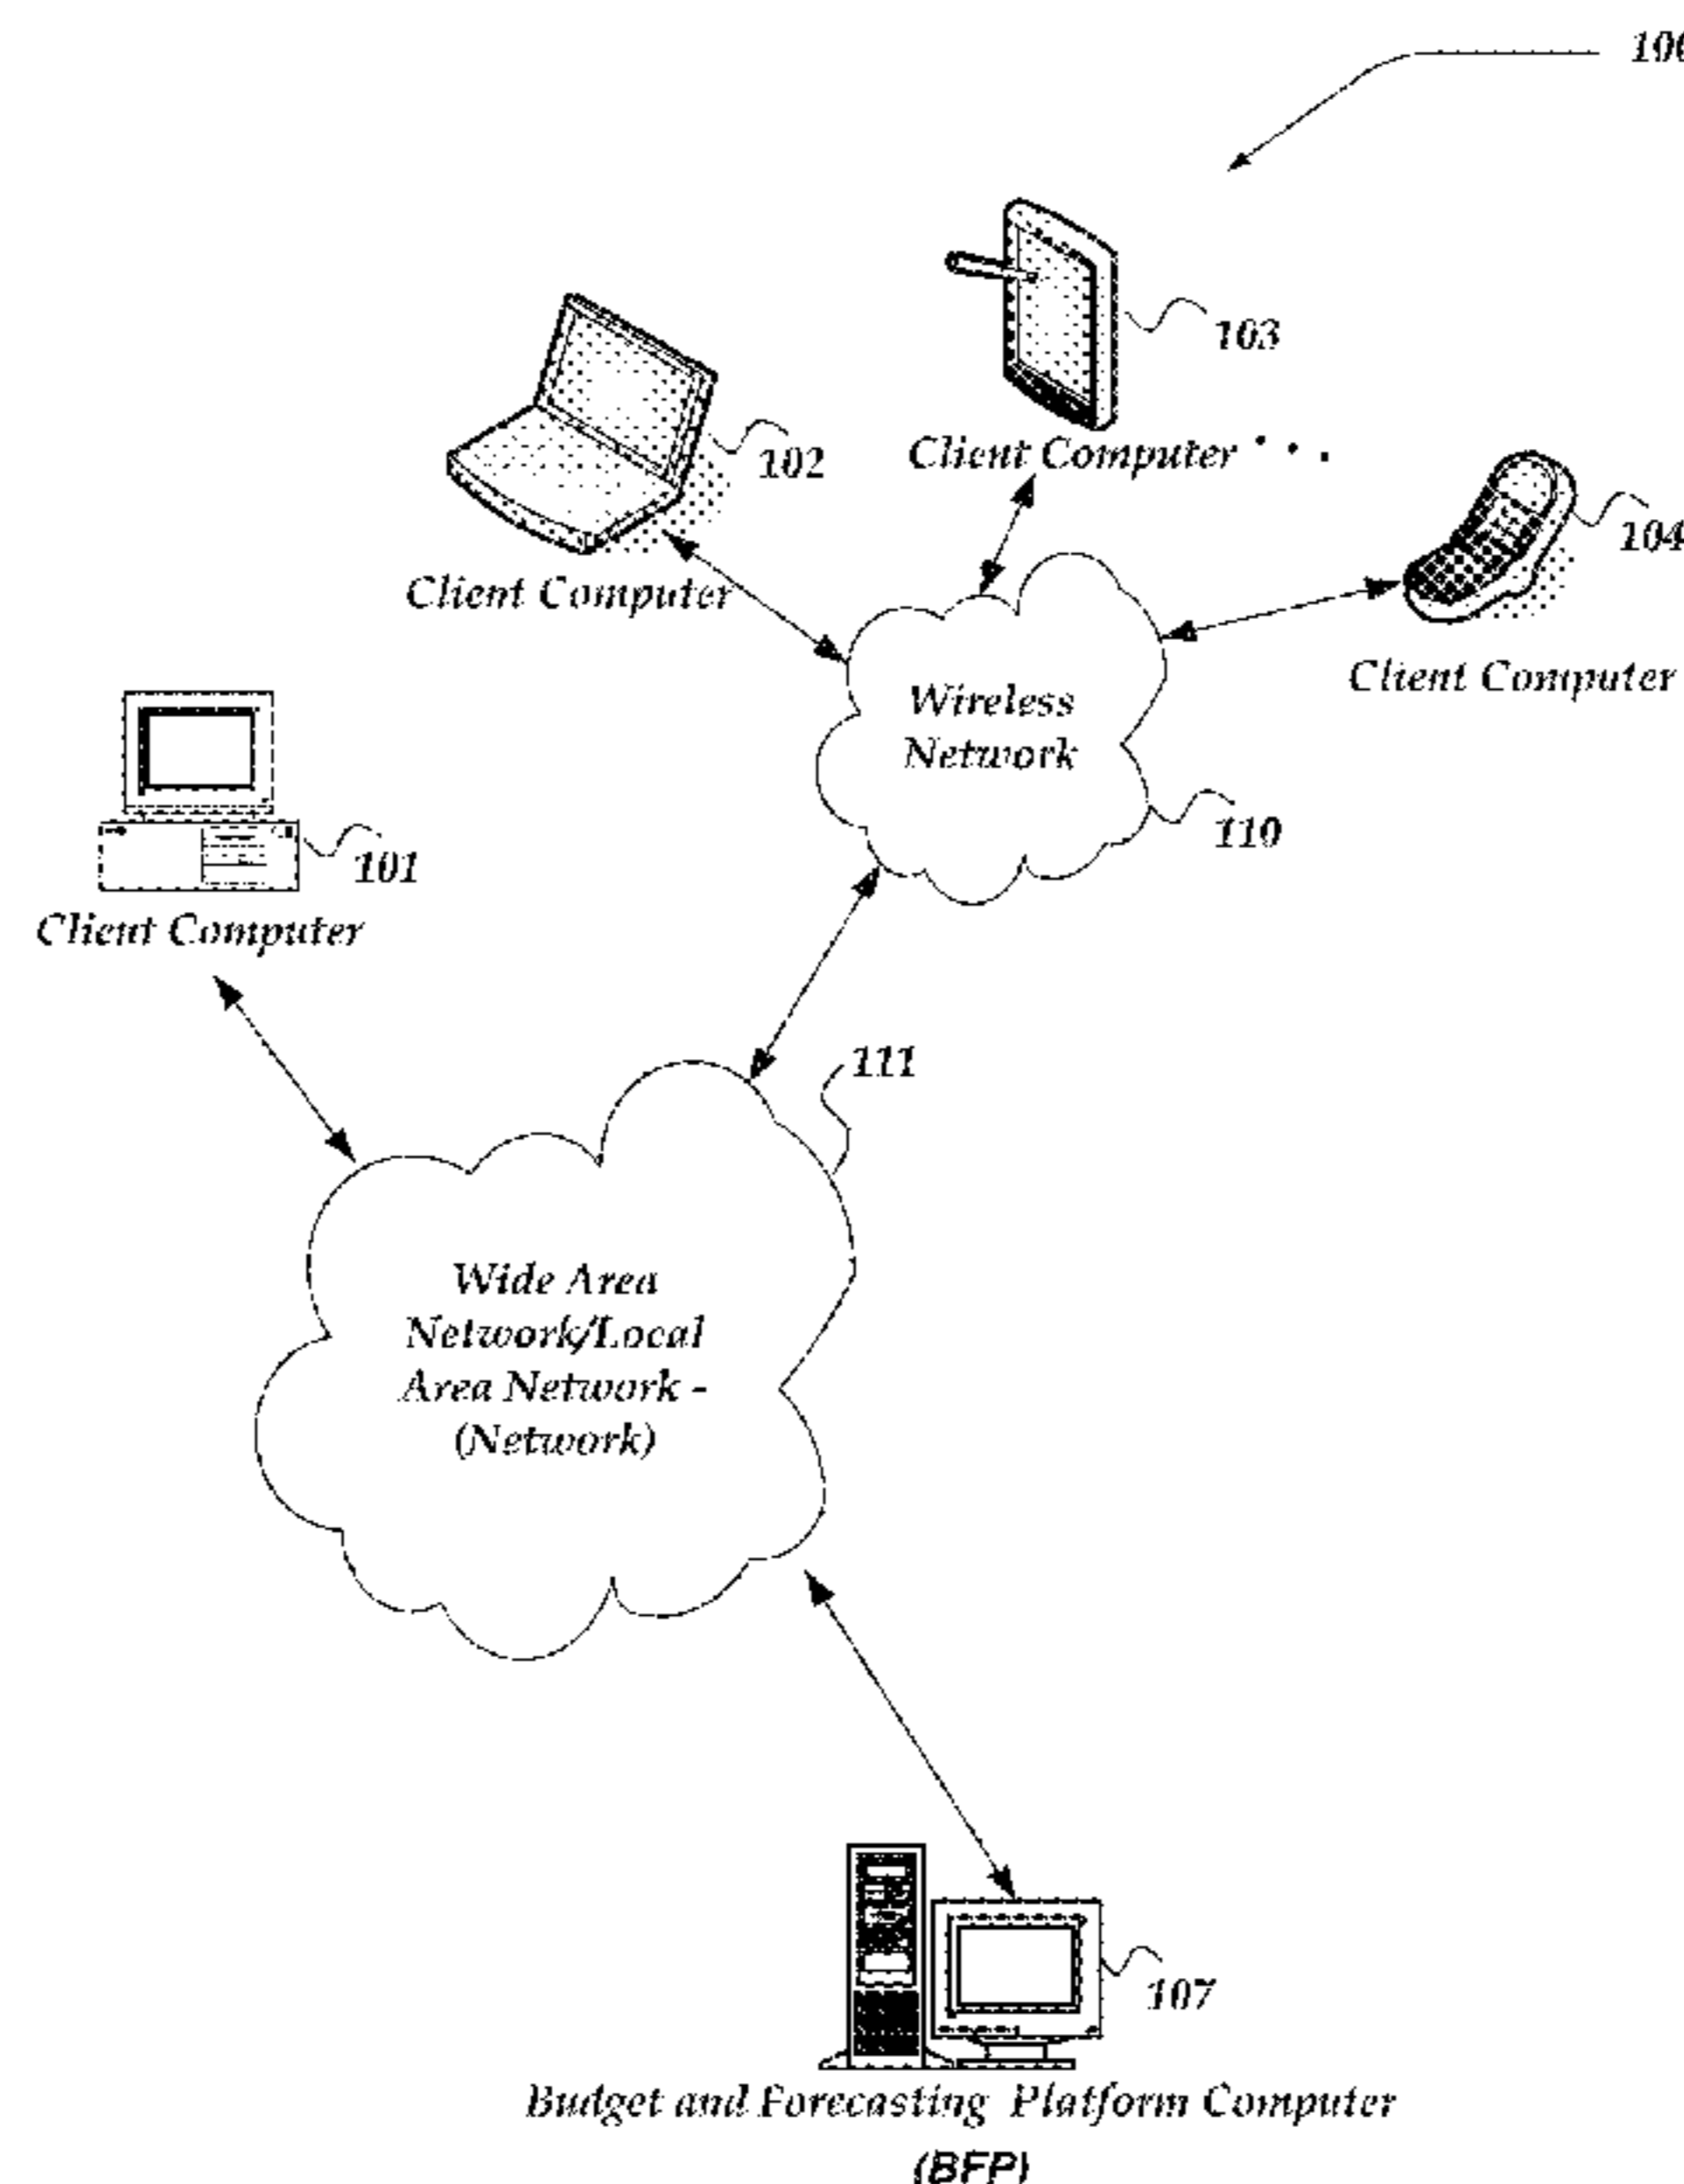 100
103
102
Client Computer . . .
104
Client Computer
Client Computer
Wireless
Network
110
101
Client Computer
111
Wide Area
Network/Local
Area Network -
(Network)
107
Budget and Forecasting Platform Computer
(BFP)